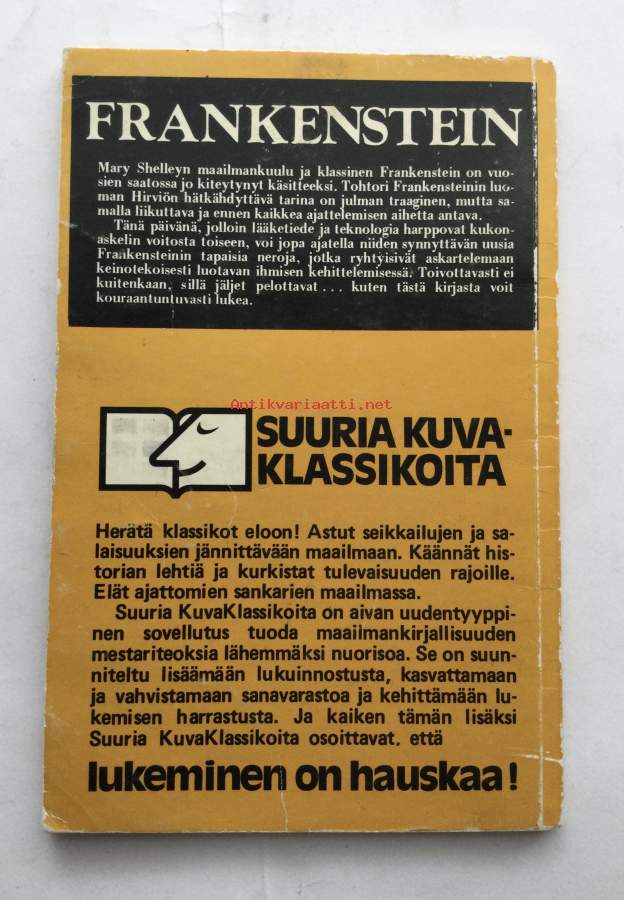 FRANKENSTEIN
Mary Shelleyn maailmankuulu ja klassinen Frankenstein on vuo-
sien saatossa jo kiteytynyt käsitteeksi. Tohtori Frankensteinin luo-
man Hirviön hätkähdyttävä tarina on julman traaginen, mutta sa-
malla liikuttava ja ennen kaikkea ajattelemisen aihetta antava.
Tänä päivänä, jolloin lääketiede ja teknologia harppovat kukon-
askelin voitosta toiseen, voi jopa ajatella niiden synnyttävän uusia
Frankensteinin tapaisia neroja, jotka ryhtyisivät askartelemaan
keinotekoisesti luotavan ihmisen kehittelemisessä. Toivottavasti ei
kuitenkaan, sillä jäljet pelottavat... kuten tästä kirjasta voit
kouraantuntuvasti lukea.
Antikvariaatti.net
SUURIA KUVA-
KLASSIKOITA
Herätä klassikot eloon! Astut seikkailujen ja sa-
laisuuksien jännittävään maailmaan. Käännät his-
torian lehtiä ja kurkistat tulevaisuuden rajoille.
Elät ajattomien sankarien maailmassa.
Suuria KuvaKlassikoita on aivan uudentyyppi-
nen sovellutus tuoda maailmankirjallisuuden
mestariteoksia lähemmäksi nuorisoa. Se on suun-
niteltu lisäämään lukuinnostusta, kasvattamaan
ja vahvistamaan sanavarastoa ja kehittämään lu-
kemisen harrastusta. Ja kaiken tämän lisäksi
Suuria KuvaKlassikoita osoittavat, että
lukeminen on hauskaa!